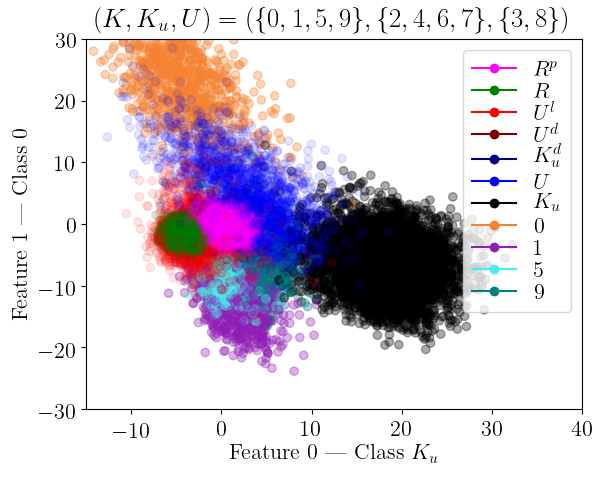 (K, K_u, U) = ({0, 1, 5, 9}, {2, 4, 6, 7}, {3, 8})
30
20
10
0
−10
−20
−30
Feature 1 — Class 0
R^p
R
U^l
U^d
K_u^d
U
K_u
0
1
5
9
−10 0 10 20 30 40
Feature 0 — Class K_u